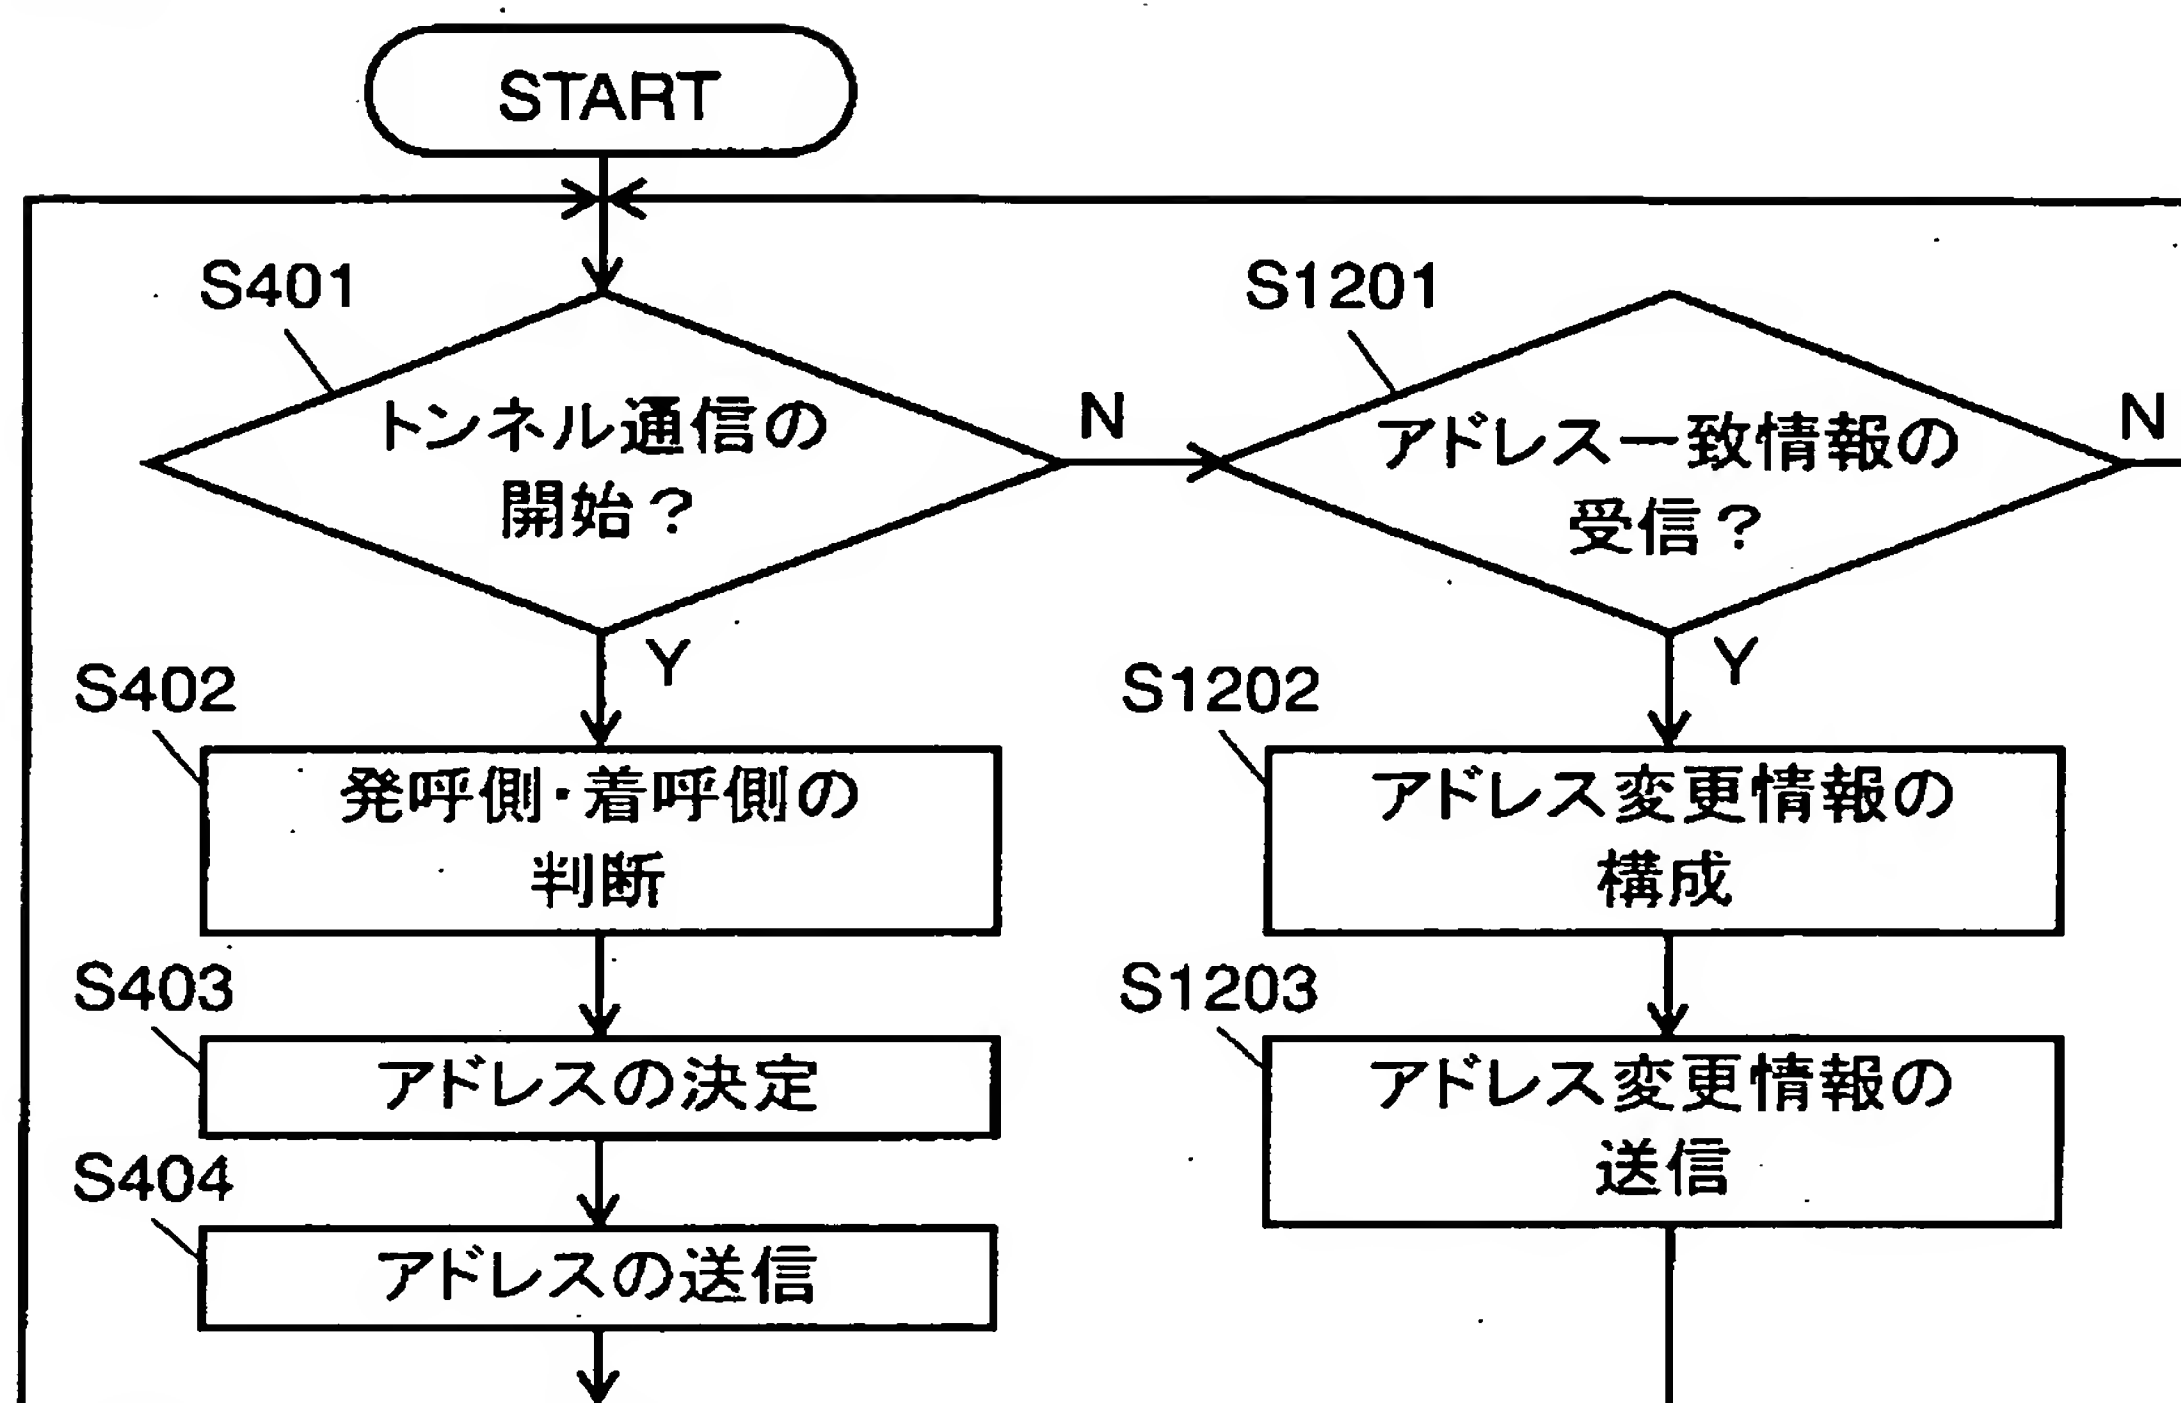 START
S401
トンネル通信の
開始？
N
Y
S1201
アドレス一致情報の
受信？
N
Y
S402
発呼側・着呼側の
判断
S1202
アドレス変更情報の
構成
S403
アドレスの決定
S1203
アドレス変更情報の
送信
S404
アドレスの送信